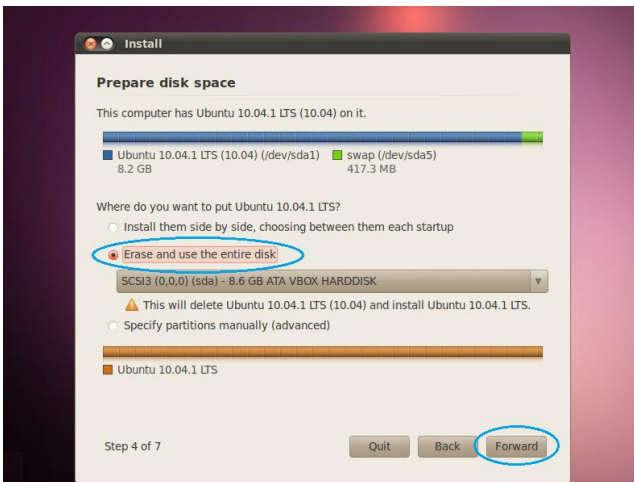 Install
Prepare disk space
This computer has Ubuntu 10.04.1 LTS (10.04) on it.
Ubuntu 10.04.1 LTS (10.04) (/dev/sda1) swap (/dev/sda5)
8.2 GB 417.3 MB
Where do you want to put Ubuntu 10.04.1 LTS?
Install them side by side, choosing between them each startup
Erase and use the entire disk
SCSI3 (0,0,0) (sda) - 8.6 GB ATA VBOX HARDDISK
This will delete Ubuntu 10.04.1 LTS (10.04) and install Ubuntu 10.04.1 LTS.
Specify partitions manually (advanced)
Ubuntu 10.04.1 LTS
Step 4 of 7 Quit Back Forward